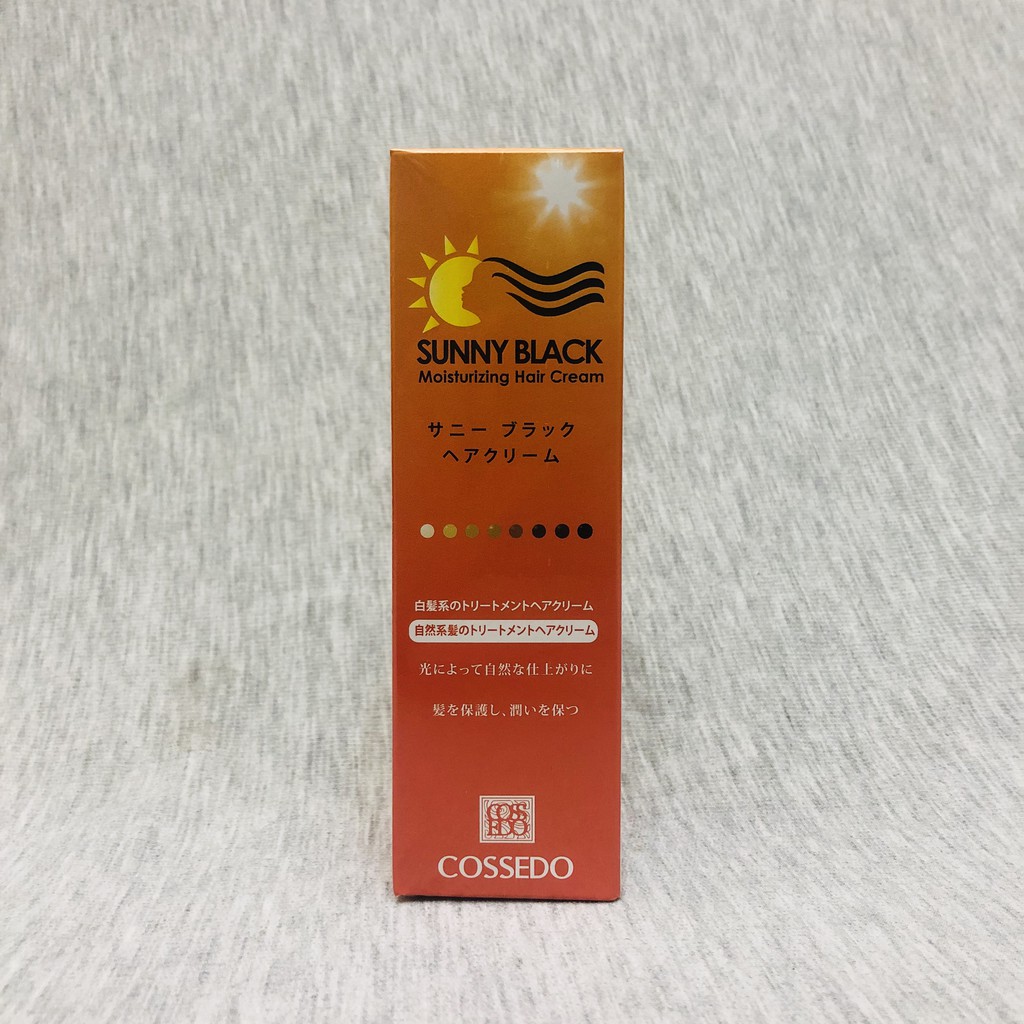 SUNNY BLACK
Moisturizing Hair Cream
サニー ブラック
ヘアクリーム
白髪系のトリートメントヘアクリーム
自然系髪のトリートメントヘアクリーム
光によって自然な仕上がりに
髪を保護し、潤いを保つ
COSS
EDO
COSSEDO